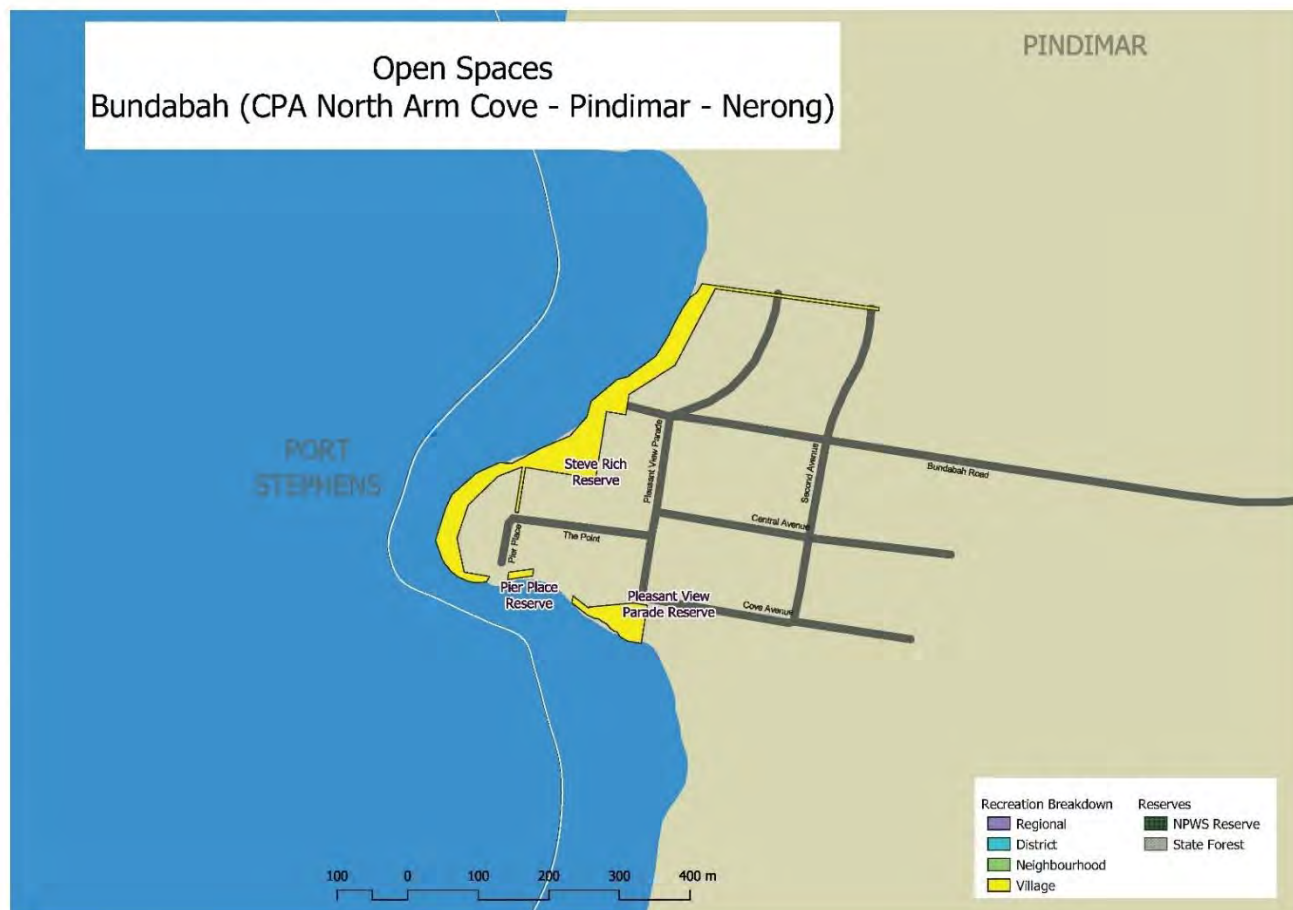 Open Spaces
Bundabah (CPA North Arm Cove - Pindimar - Nerong)
PINDIMAR
PORT
STEPHENS
Steve Rich
Reserve
Pleasant View Parade
Second Avenue
Bundabah Road
Central Avenue
The Point
Pier Place
Pier Place
Reserve
Pleasant View
Parade Reserve
Cove Avenue
Recreation Breakdown
Regional
District
Neighbourhood
Village
Reserves
NPWS Reserve
State Forest
100 0 100 200 300 400 m